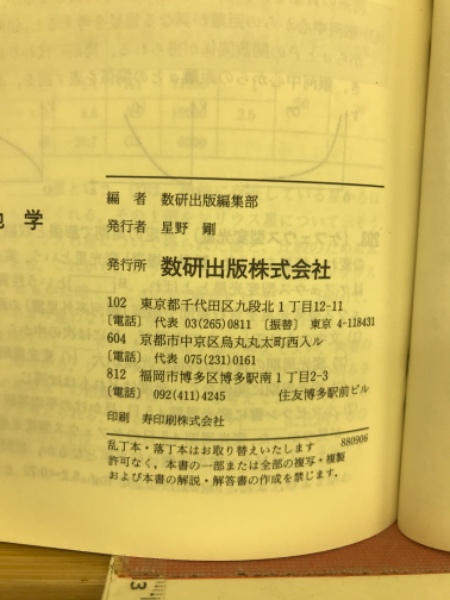 地学
編 者 数研出版編集部
発行者 星野 剛
発行所 数研出版株式会社
102 東京都千代田区九段北1丁目12-11
〔電話〕 代表 03(265)0811 〔振替〕 東京 4-118431
604 京都市中京区烏丸丸太町西入ル
〔電話〕 代表 075(231)0161
812 福岡市博多区博多駅南1丁目2-3
〔電話〕 092(411)4245 住友博多駅前ビル
印刷 寿印刷株式会社
乱丁本・落丁本はお取り替えいたします 880906
許可なく，本書の一部または全部の複写・複製
および本書の解説・解答書の作成を禁じます．
3